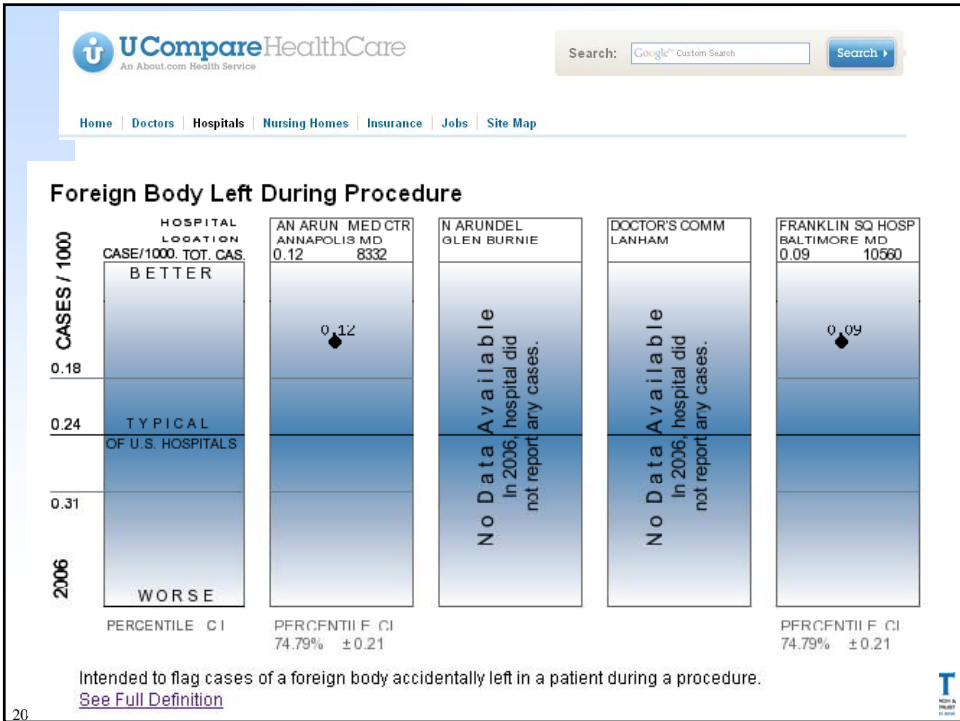 UCompareHealthCare
An About.com Health Service
Search: Google™ Custom Search Search
Home | Doctors | Hospitals | Nursing Homes | Insurance | Jobs | Site Map
Foreign Body Left During Procedure
CASES / 1000
0.18
0.24
0.31
2006
HOSPITAL
LOCATION
CASE/1000. TOT. CAS.
BETTER
TYPICAL
OF U.S. HOSPITALS
WORSE
PERCENTILE CI
AN ARUN MED CTR
ANNAPOLIS MD
0.12 8332
0.12
PERCENTILE CI
74.79% ±0.21
N ARUNDEL
GLEN BURNIE
No Data Available
In 2006, hospital did
not report any cases.
DOCTOR'S COMM
LANHAM
No Data Available
In 2006, hospital did
not report any cases.
FRANKLIN SQ HOSP
BALTIMORE MD
0.09 10560
0.09
PERCENTILE CI
74.79% ±0.21
Intended to flag cases of a foreign body accidentally left in a patient during a procedure.
See Full Definition
20
T
TRUST